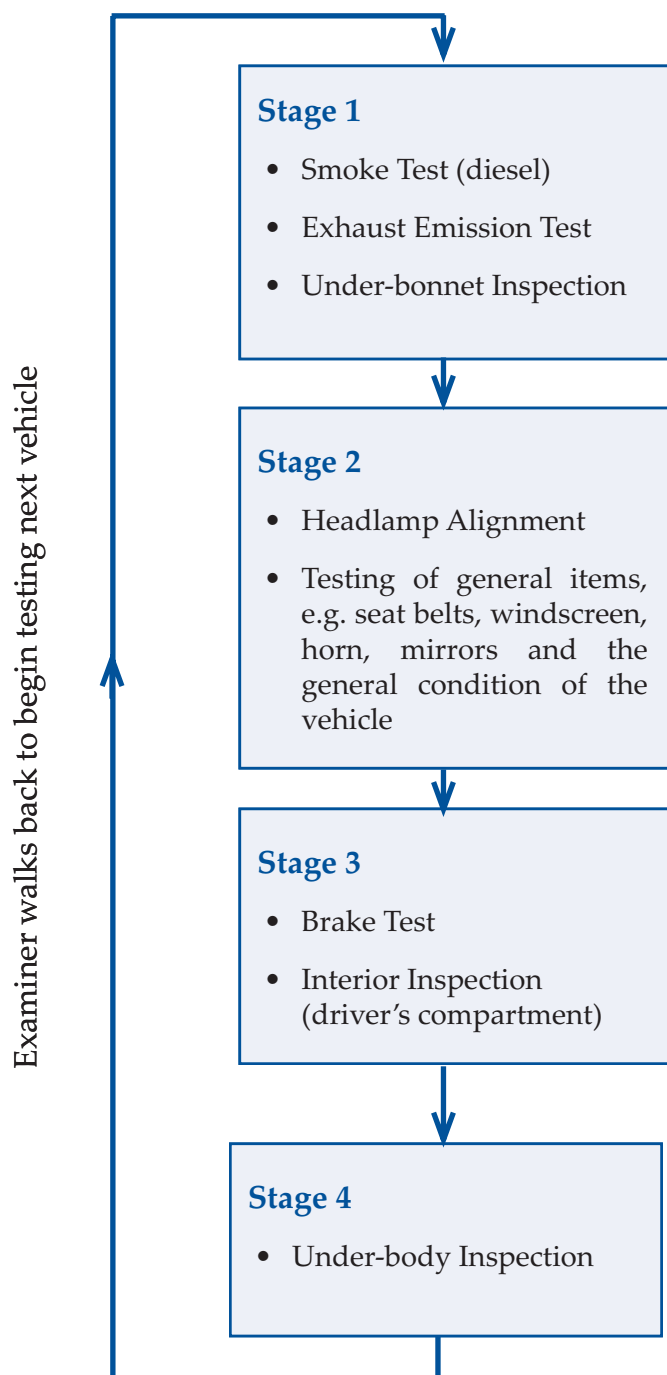 Examiner walks back to begin testing next vehicle
Stage 1
• Smoke Test (diesel)
• Exhaust Emission Test
• Under-bonnet Inspection
Stage 2
• Headlamp Alignment
• Testing of general items,
e.g. seat belts, windscreen,
horn, mirrors and the
general condition of the
vehicle
Stage 3
• Brake Test
• Interior Inspection
(driver's compartment)
Stage 4
• Under-body Inspection